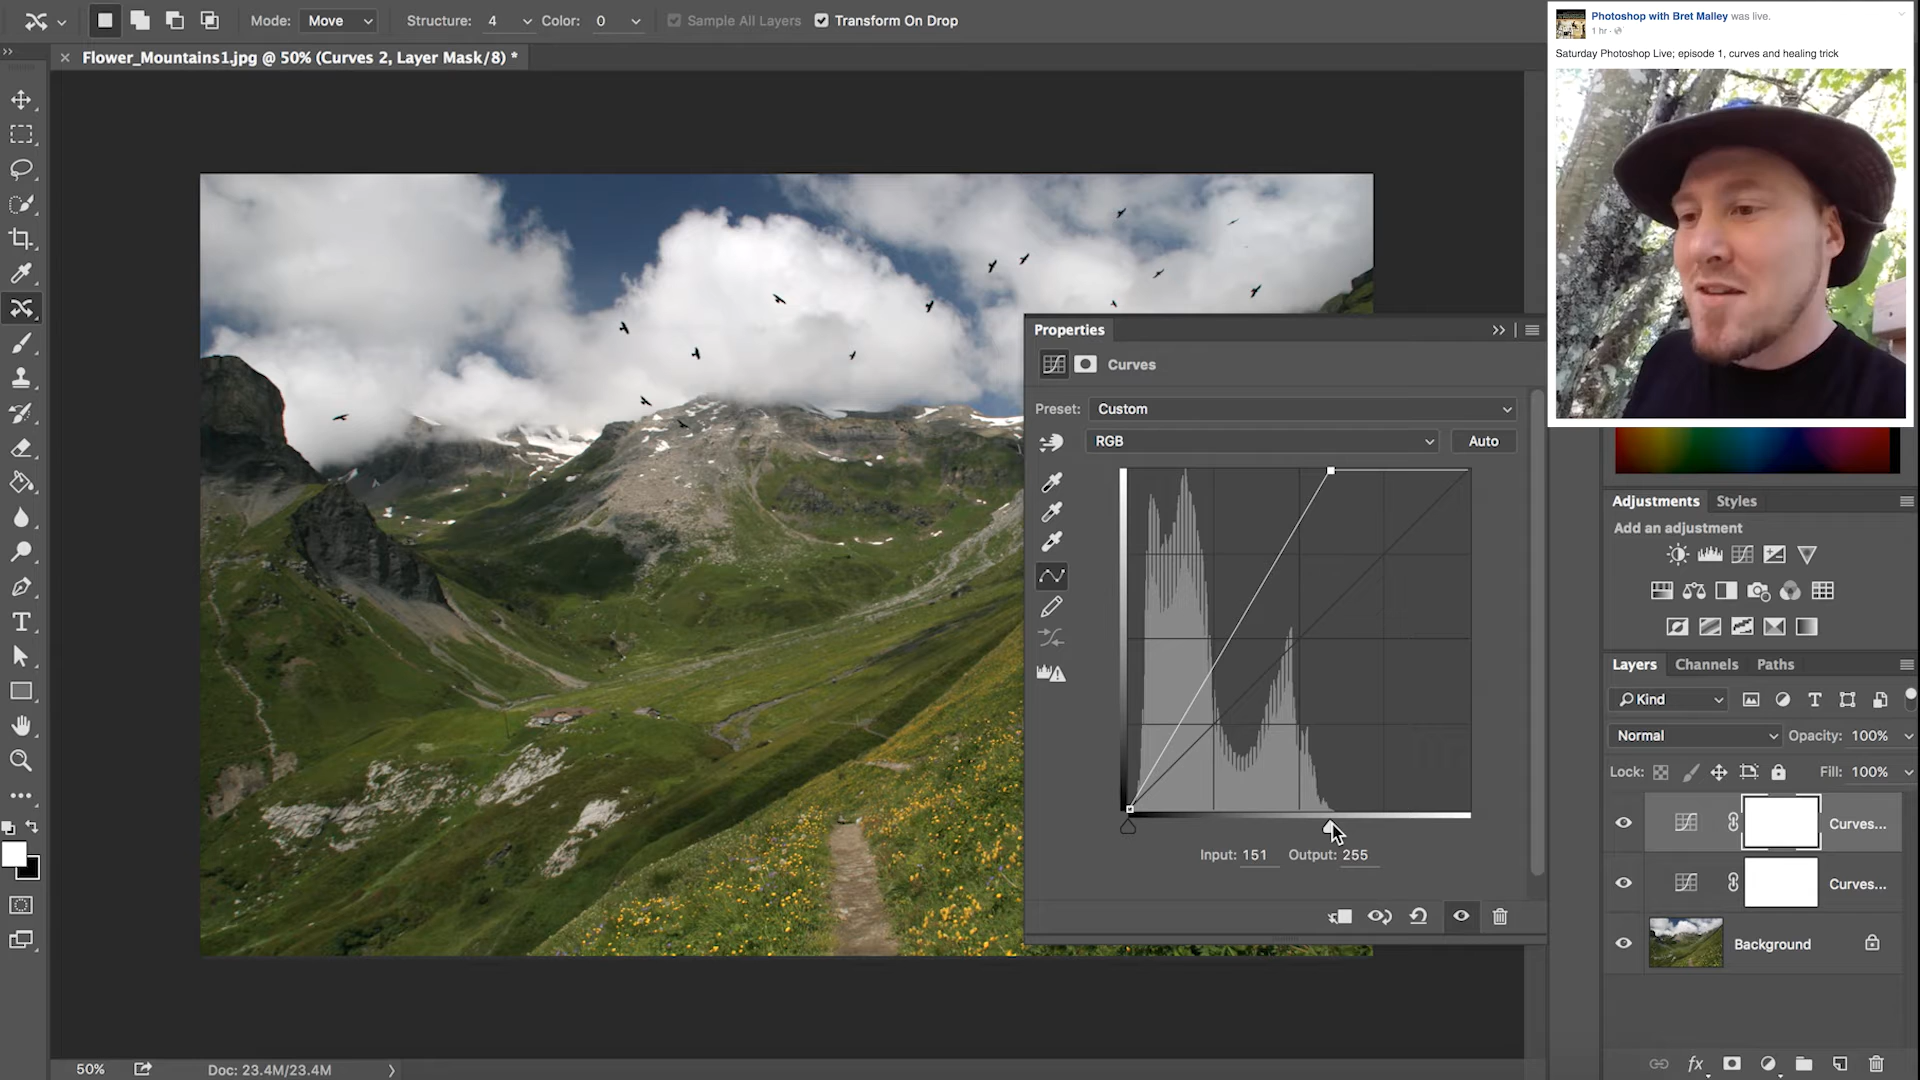 Mode: Move Structure: 4 Color: 0 Sample All Layers Transform On Drop
Flower_Mountains1.jpg @ 50% (Curves 2, Layer Mask/8) *
Photoshop with Bret Malley was live.
1 hr
Saturday Photoshop Live; episode 1, curves and healing trick
Properties
Curves
Preset: Custom
RGB Auto
Input: 151 Output: 255
Adjustments Styles
Add an adjustment
Layers Channels Paths
Kind
Normal Opacity: 100%
Lock: Fill: 100%
Curves...
Curves...
Background
fx
50% Doc: 23.4M/23.4M